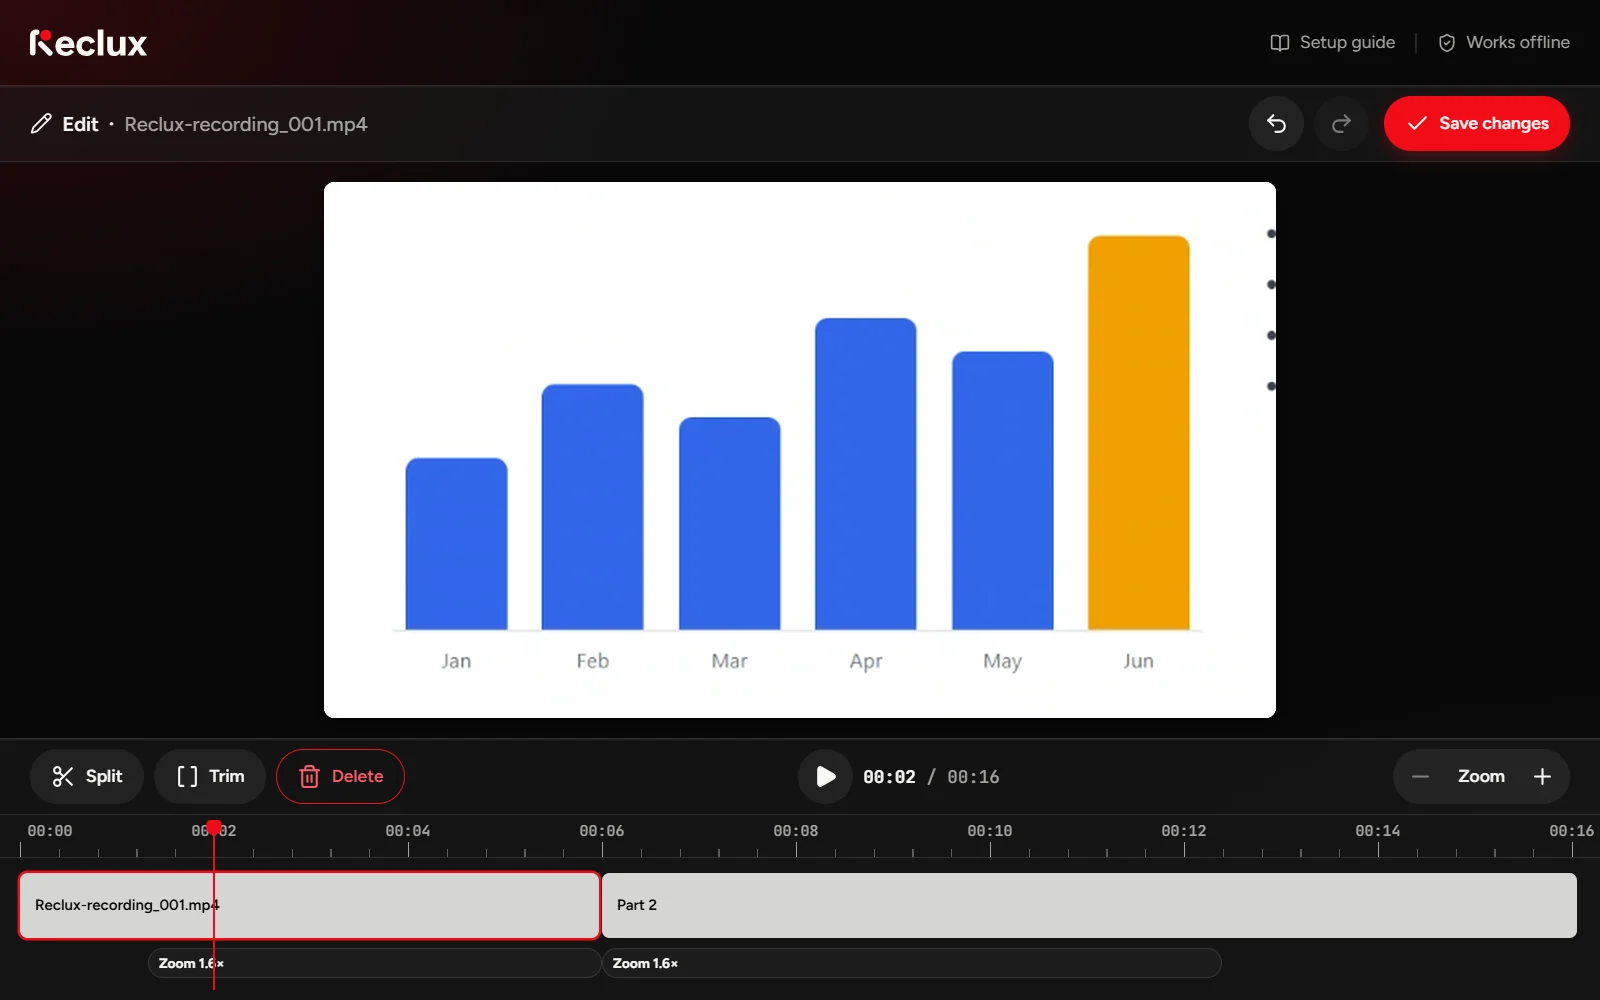 Reclux
Setup guide
Works offline
Edit · Reclux-recording_001.mp4
Save changes
Jan Feb Mar Apr May Jun
Split
Trim
Delete
00:02 / 00:16
Zoom
00:00 00:02 00:04 00:06 00:08 00:10 00:12 00:14 00:16
Reclux-recording_001.mp4
Part 2
Zoom 1.6×
Zoom 1.6×